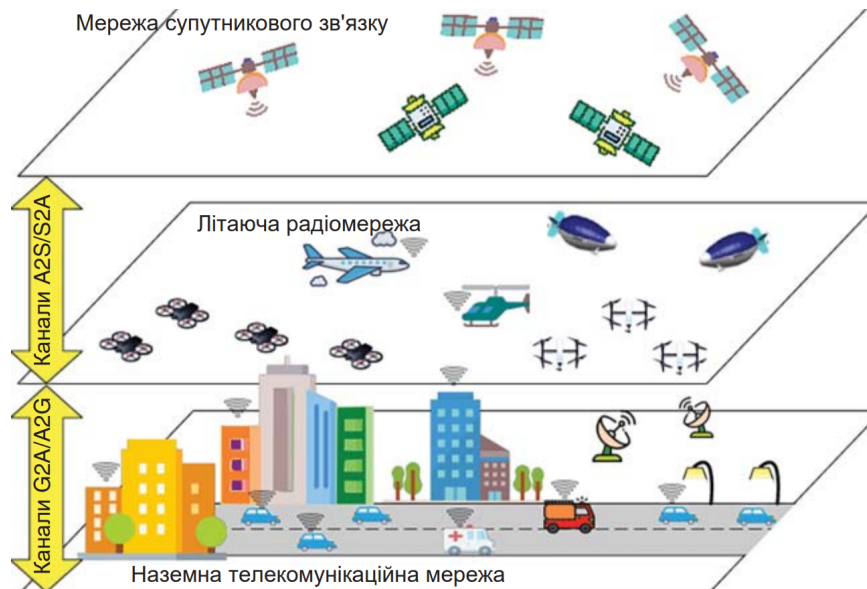 Мережа супутникового зв'язку
Канали A2S/S2A
Літаюча радіомережа
Канали G2A/A2G
Наземна телекомунікаційна мережа